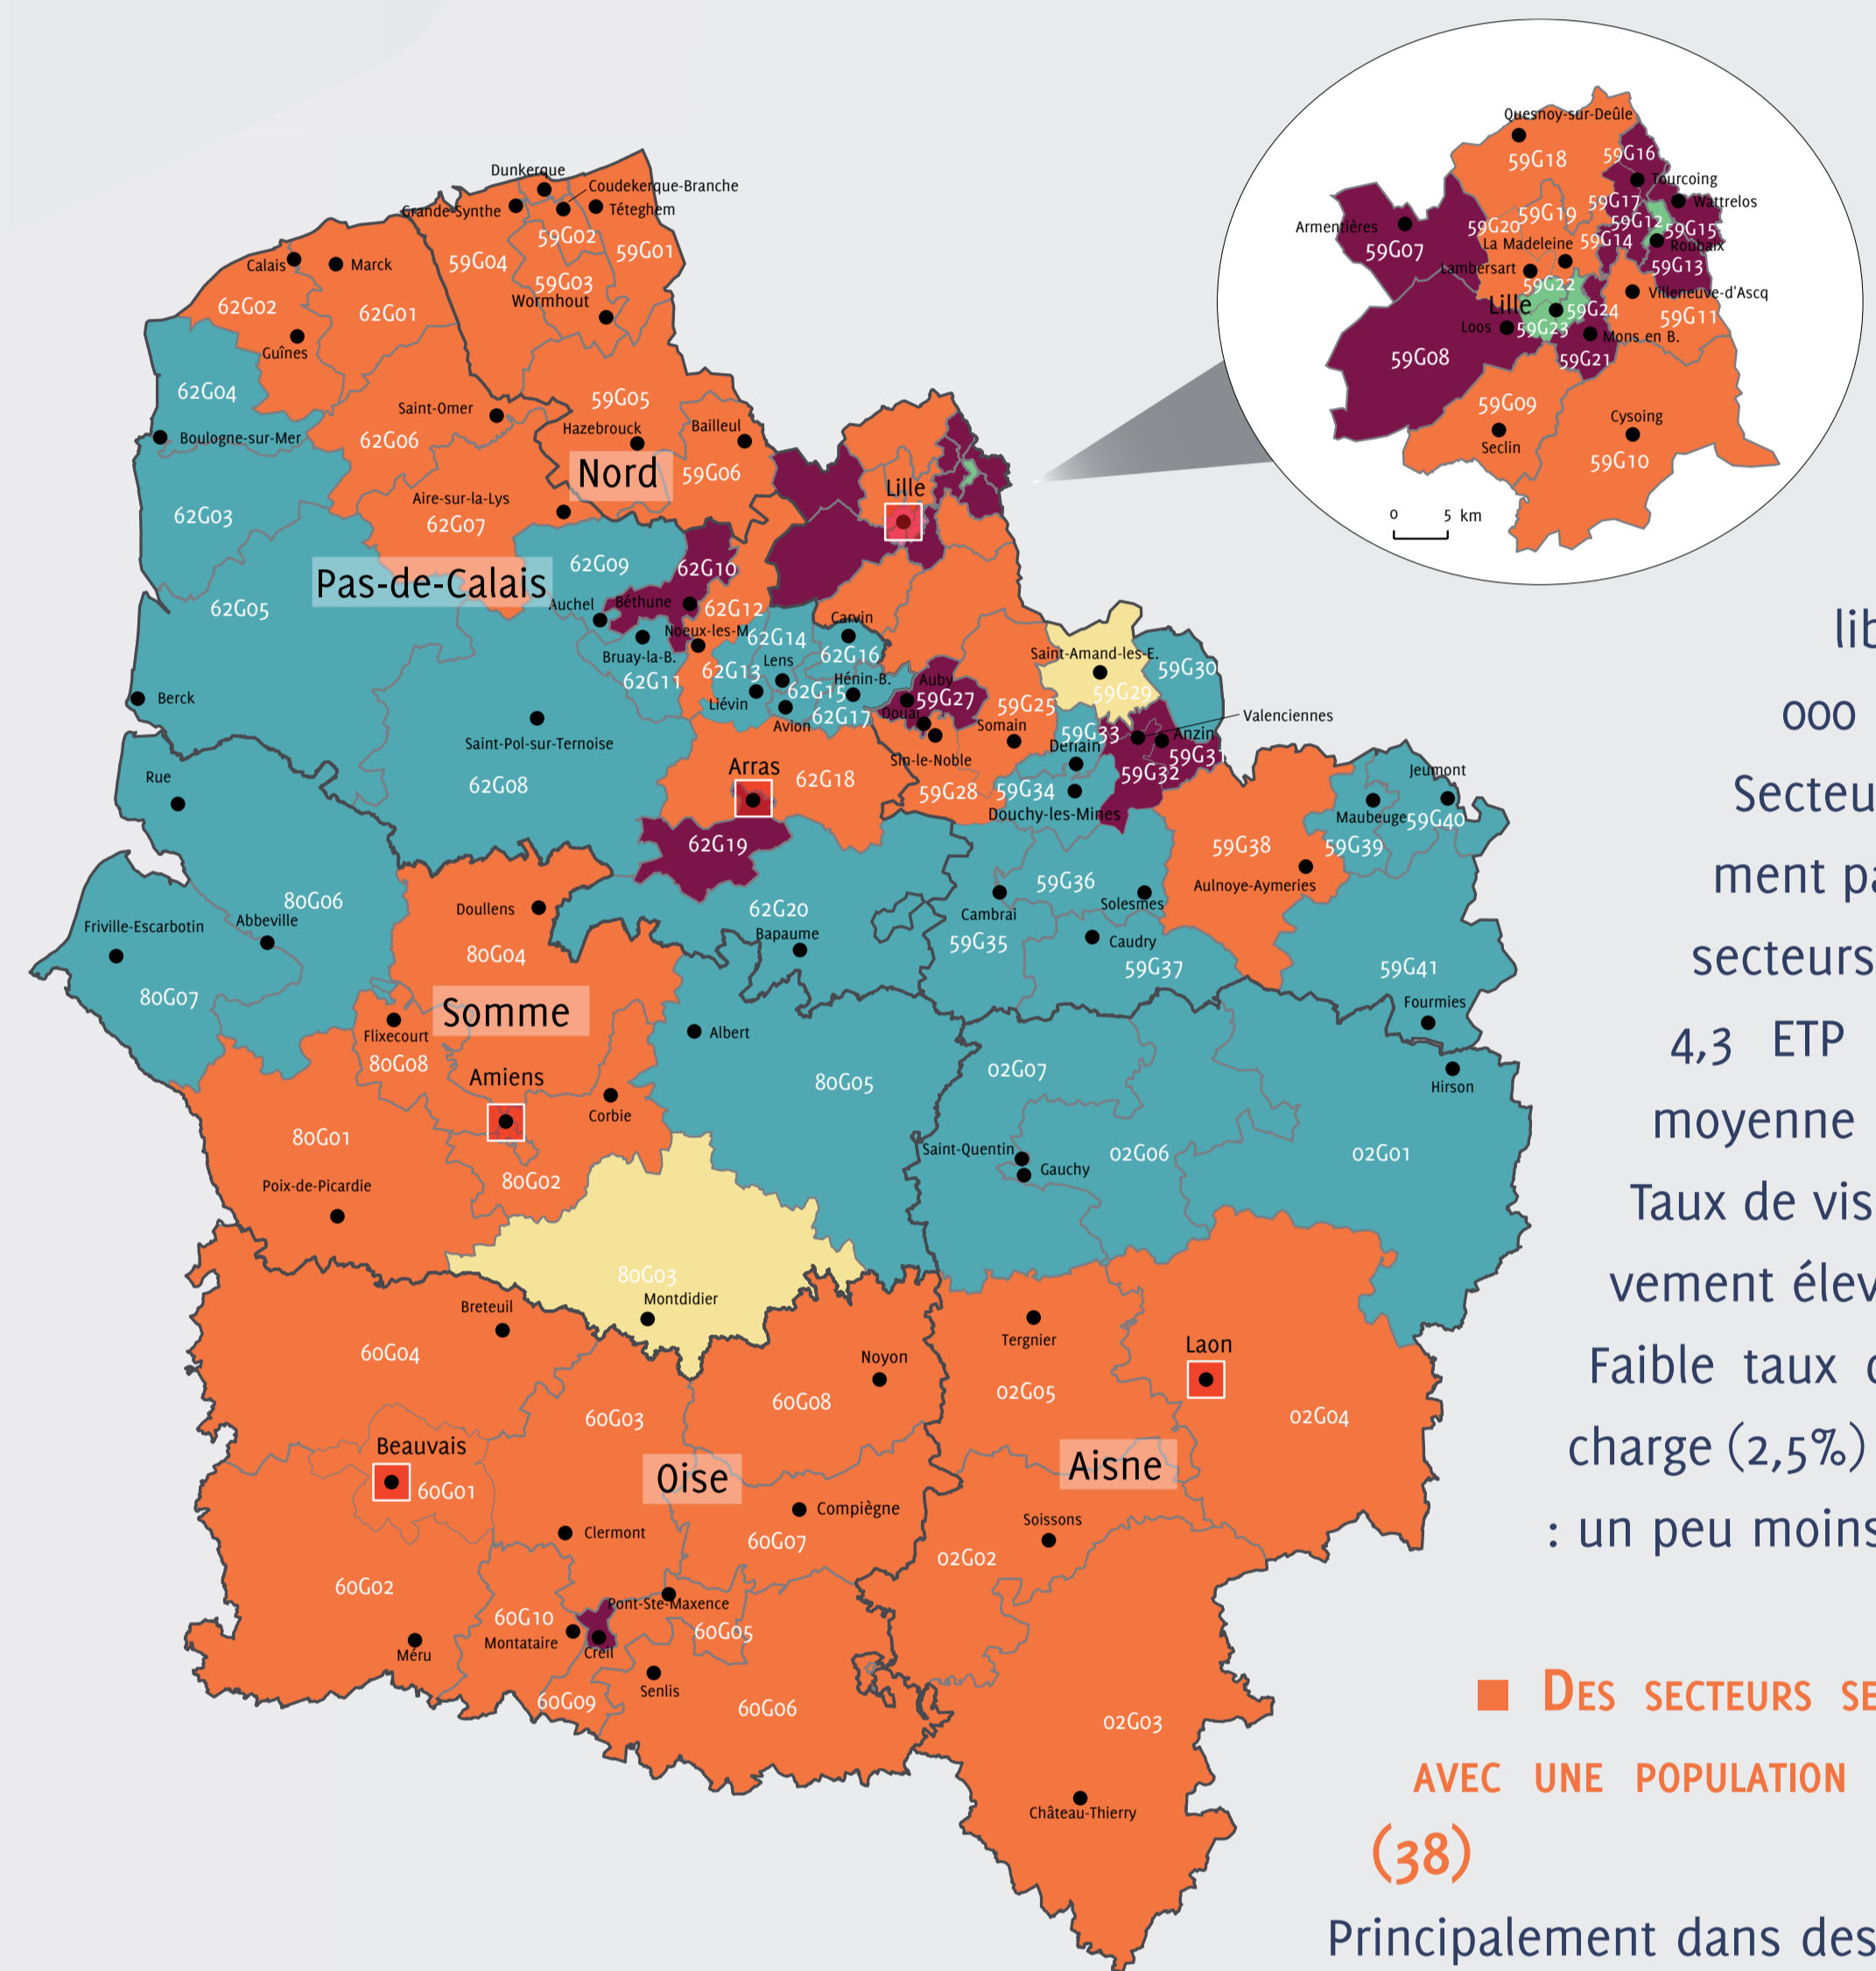 Quesnoy-sur-Deûle
59G18
59G16
Tourcoing
59G17
Wattrelos
59G19
59G12
59G20
59G15
Armentières
59G07
La Madeleine
59G14
Roubaix
Lambersart
59G13
59G22
Villeneuve-d'Ascq
Lille
59G24
59G11
Loos
59G23
Mons en B.
59G08
59G21
59G09
Cysoing
Seclin
59G10
0 5 km
Dunkerque
Coudekerque-Branche
Grande-Synthe
Téteghem
59G02
59G01
59G04
Calais
Marck
59G03
Wormhout
62G02
62G01
Guînes
62G04
59G05
Saint-Omer
Boulogne-sur-Mer
62G06
Hazebrouck
Bailleul
Nord
59G06
Lille
Aire-sur-la-Lys
62G03
62G07
62G09
62G10
Pas-de-Calais
62G05
Auchel
Béthune
62G12
Carvin
Noeux-les-M.
62G14
62G16
Bruay-la-B.
Lens
62G13
62G11
Hénin-B.
62G15
Liévin
Avion
62G17
Auby
59G27
Douai
59G25
Somain
Sin-le-Noble
Saint-Amand-les-E.
59G30
59G29
Valenciennes
59G33
Anzin
Denain
59G31
59G32
59G28
59G34
Douchy-les-Mines
Berck
Saint-Pol-sur-Ternoise
62G08
Arras
62G18
62G19
Rue
Jeumont
Maubeuge
59G40
59G38
59G39
Aulnoye-Aymeries
59G36
Solesmes
Cambrai
Caudry
59G35
59G37
59G41
Fourmies
Hirson
80G06
Friville-Escarbotin
Abbeville
Doullens
62G20
Bapaume
80G04
80G07
Somme
Flixecourt
80G08
Albert
80G05
Amiens
Corbie
02G07
80G01
80G02
Saint-Quentin
Gauchy
02G06
02G01
Poix-de-Picardie
80G03
Montdidier
Breteuil
60G04
Noyon
Tergnier
Laon
60G03
60G08
02G05
02G04
Beauvais
60G01
Oise
Aisne
Compiègne
Clermont
60G07
Soissons
02G02
60G02
Pont-Ste-Maxence
60G10
60G05
Montataire
Creil
Méru
Senlis
60G09
60G06
02G03
Château-Thierry
lib
000
Secteu
ment pa
secteurs
4,3 ETP
moyenne
Taux de vis
vement élev
Faible taux
charge (2,5%)
: un peu moins
DES SECTEURS SE
AVEC UNE POPULATION
(38)
Principalement dans des